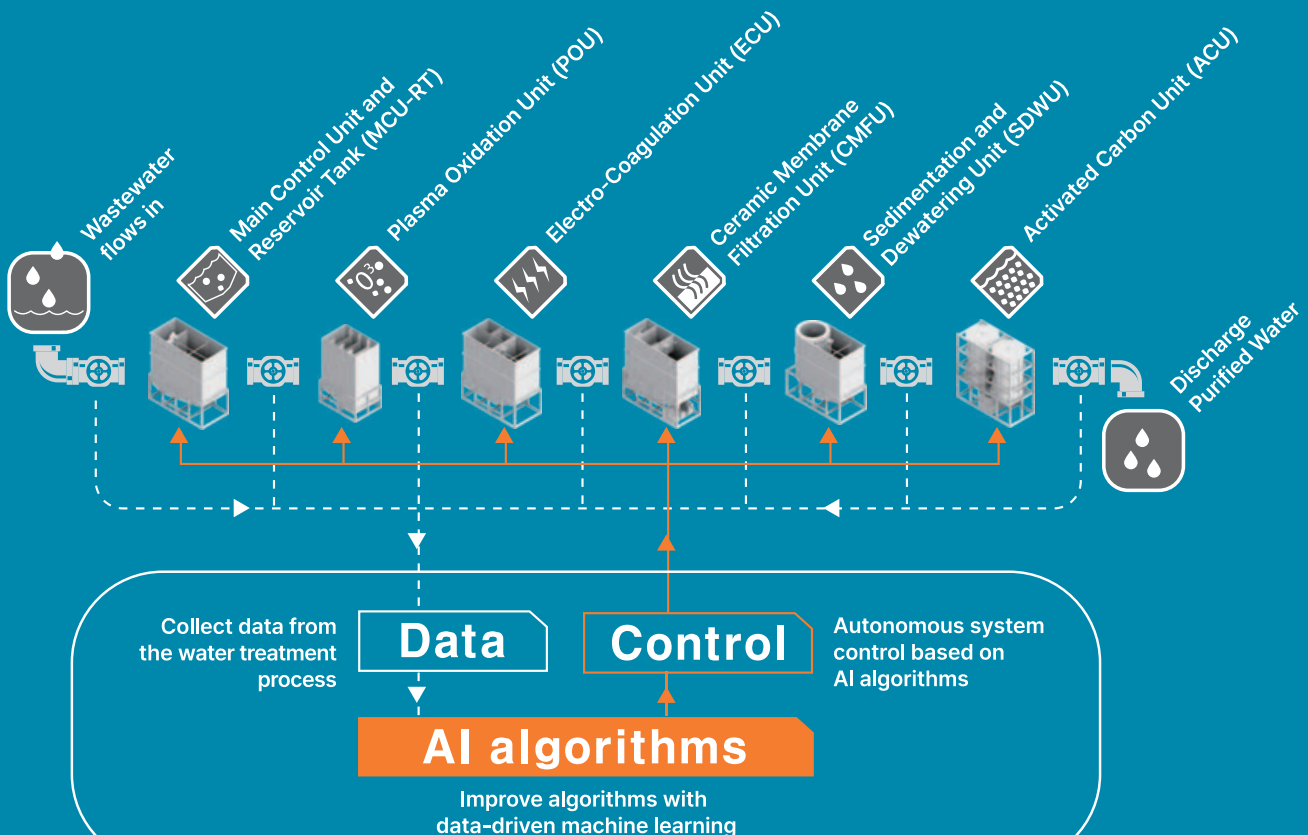 Wastewater
flows in
Main Control Unit and
Reservoir Tank (MCU-RT)
Plasma Oxidation Unit (POU)
Electro-Coagulation Unit (ECU)
Ceramic Membrane
Filtration Unit (CMFU)
Sedimentation and
Dewatering Unit (SDWU)
Activated Carbon Unit (ACU)
O³
Discharge
Purified Water
Collect data from
the water treatment
process
Data
Control
Autonomous system
control based on
AI algorithms
AI algorithms
Improve algorithms with
data-driven machine learning